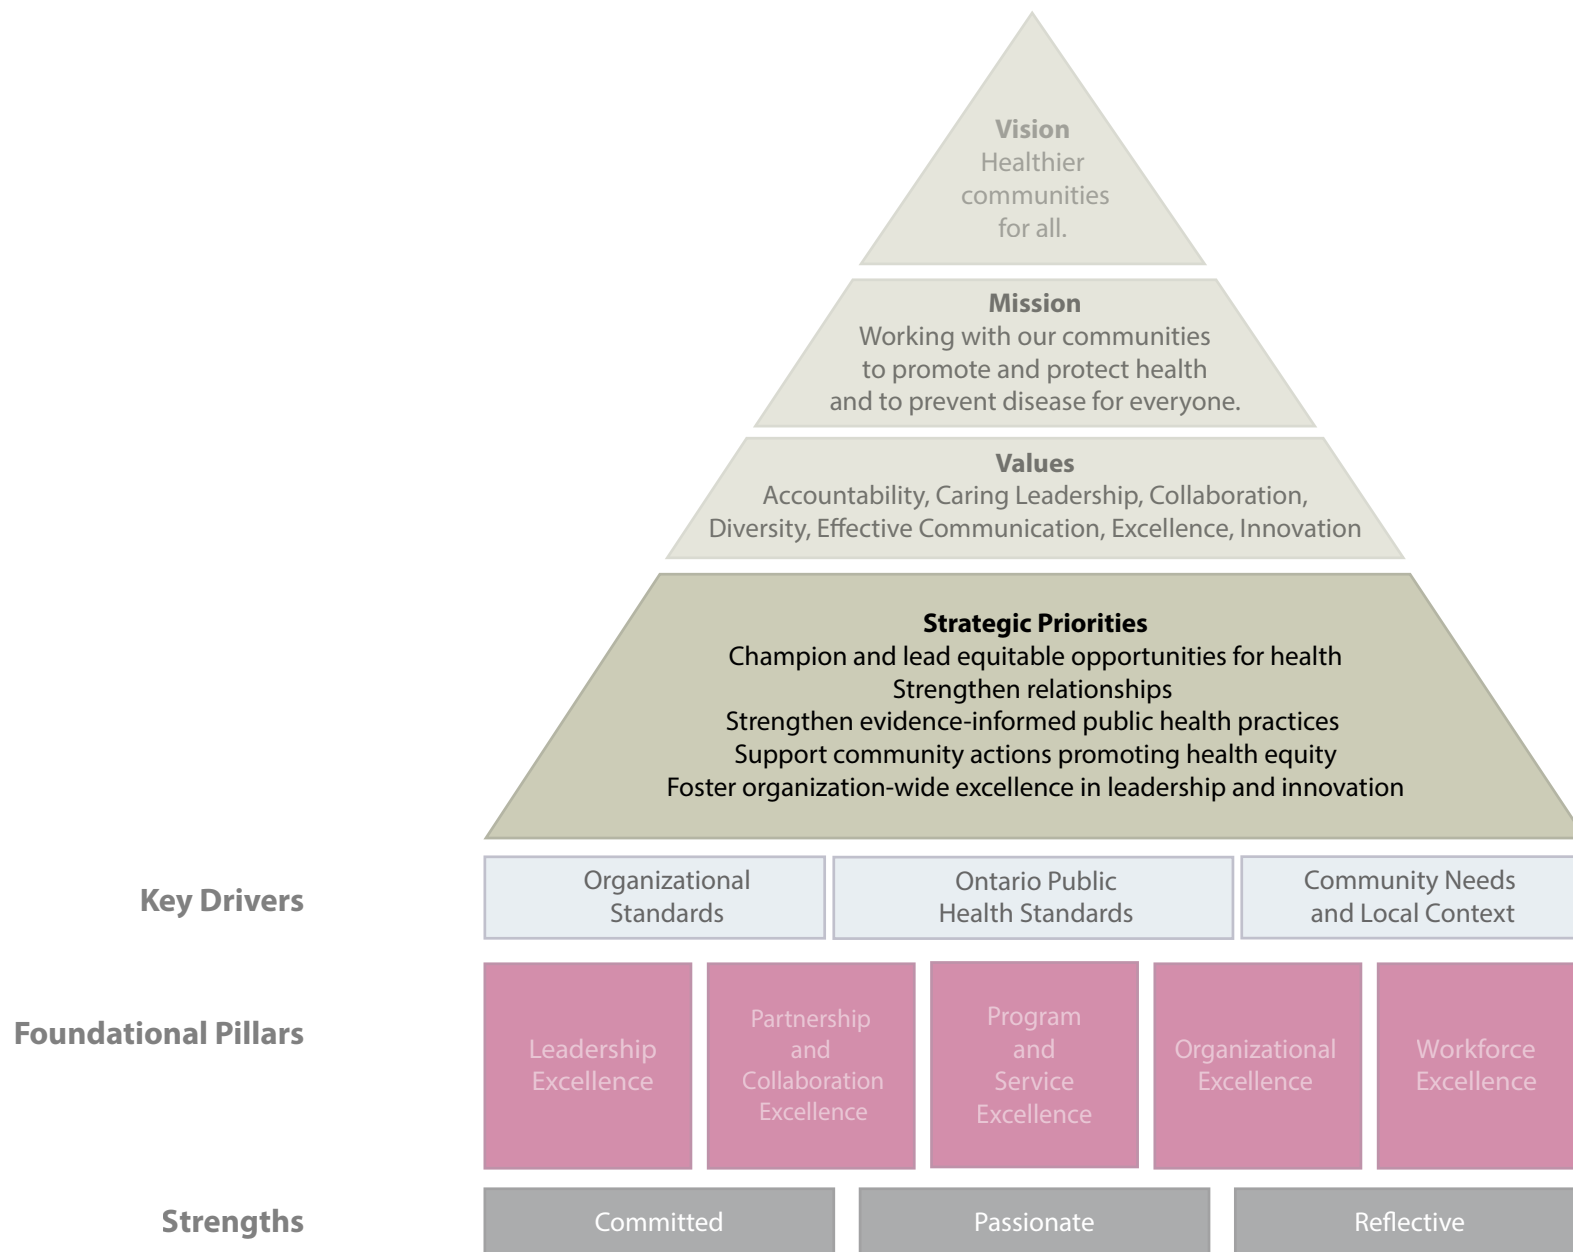 Vision
Healthier
communities
for all.
Mission
Working with our communities
to promote and protect health
and to prevent disease for everyone.
Values
Accountability, Caring Leadership, Collaboration,
Diversity, Effective Communication, Excellence, Innovation
Strategic Priorities
Champion and lead equitable opportunities for health
Strengthen relationships
Strengthen evidence-informed public health practices
Support community actions promoting health equity
Foster organization-wide excellence in leadership and innovation
Key Drivers
Organizational
Standards
Ontario Public
Health Standards
Community Needs
and Local Context
Foundational Pillars
Leadership
Excellence
Partnership
and
Collaboration
Excellence
Program
and
Service
Excellence
Organizational
Excellence
Workforce
Excellence
Strengths
Committed
Passionate
Reflective